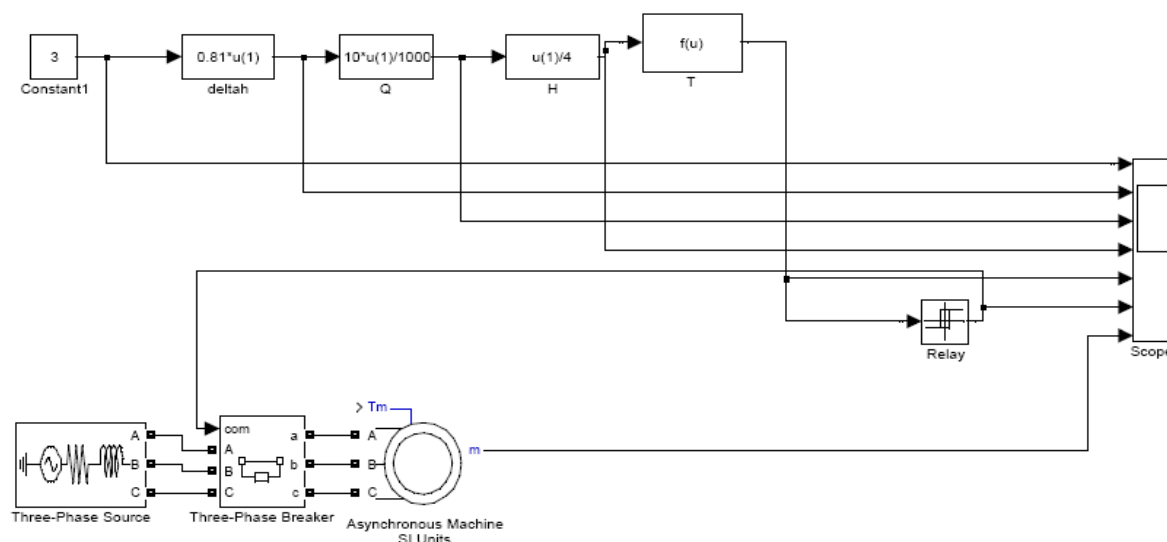 3
Constant1
0.81*u(1)
deltah
10*u(1)/1000
Q
u(1)/4
H
f(u)
T
Relay
Scope
Tm
m
A
B
C
Three-Phase Source
com
A
B
C
a
b
c
Three-Phase Breaker
A
B
C
Asynchronous Machine
SI Units